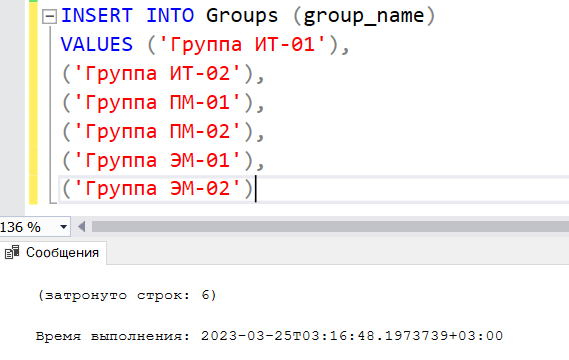 INSERT INTO Groups (group_name)
VALUES ('Группа ИТ-01'),
('Группа ИТ-02'),
('Группа ПМ-01'),
('Группа ПМ-02'),
('Группа ЭМ-01'),
('Группа ЭМ-02')
136 %
Сообщения
(затронуто строк: 6)
Время выполнения: 2023-03-25T03:16:48.1973739+03:00